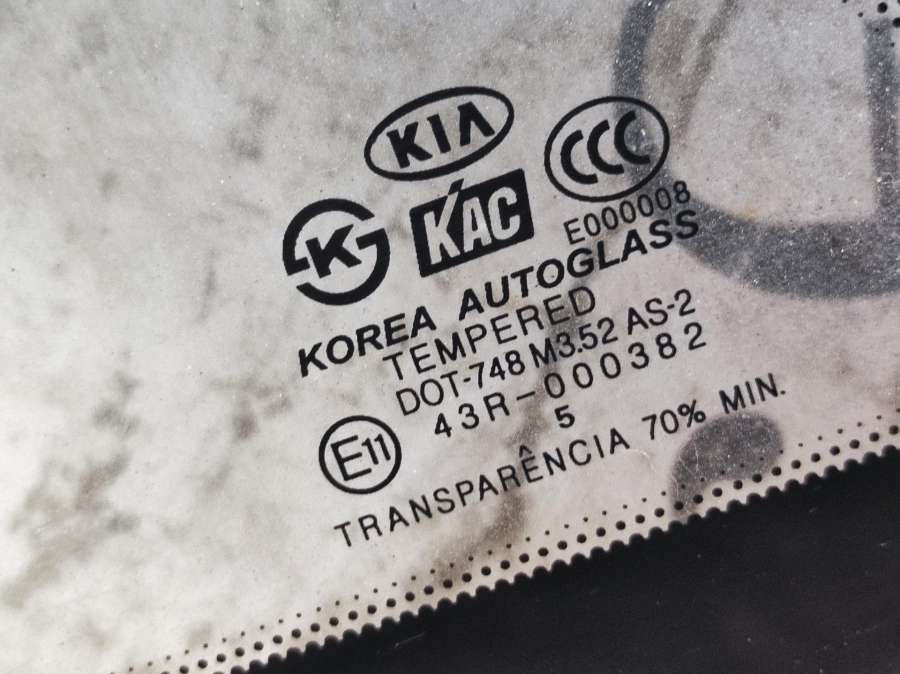 KIA
CCC
K
KAC
E000008
KOREA AUTOGLASS
TEMPERED
DOT-748 M3.52 AS-2
43R-000382
E11
5
TRANSPARÊNCIA 70% MIN.